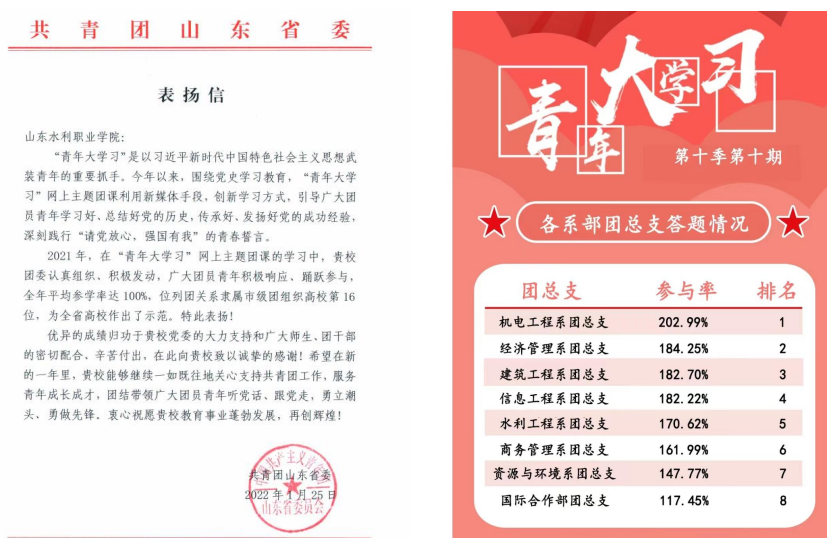 共青团山东省委
表扬信
山东水利职业学院：
“青年大学习”是以习近平新时代中国特色社会主义思想武
装青年的重要抓手。今年以来，围绕党史学习教育，“青年大学
习”网上主题团课利用新媒体手段，创新学习方式，引导广大团
员青年学习好、总结好党的历史，传承好、发扬好党的成功经验，
深刻践行“请党放心，强国有我”的青春誓言。
2021年，在“青年大学习”网上主题团课的学习中，贵校
团委认真组织、积极发动，广大团员青年积极响应、踊跃参与，
全年平均参学率达100%，位列团关系隶属市级团组织高校第16
位，为全省高校作出了示范。特此表扬！
优异的成绩归功于贵校党委的大力支持和广大师生、团干部
的密切配合、辛苦付出，在此向贵校致以诚挚的感谢！希望在新
的一年里，贵校能够继续一如既往地关心支持共青团工作，服务
青年成长成才，团结带领广大团员青年听党话、跟党走，勇立潮
头、勇做先锋。衷心祝愿贵校教育事业蓬勃发展，再创辉煌！
共青团山东省委
2022年1月25日
山东省委员会
青年大学习
第十季第十期
各系部团总支答题情况
团总支 参与率 排名
机电工程系团总支 202.99% 1
经济管理系团总支 184.25% 2
建筑工程系团总支 182.70% 3
信息工程系团总支 182.22% 4
水利工程系团总支 170.62% 5
商务管理系团总支 161.99% 6
资源与环境系团总支 147.77% 7
国际合作部团总支 117.45% 8